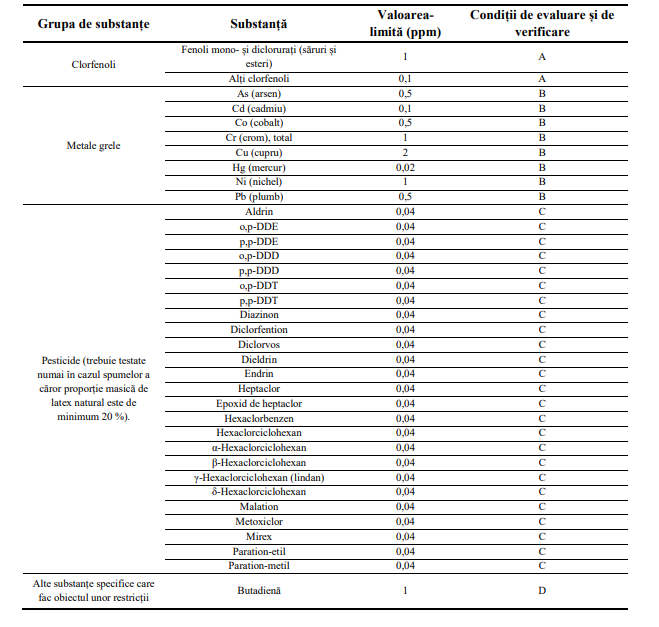 Grupa de substanțe Substanță Valoarea-limită (ppm) Condiții de evaluare și de verificare
Clorfenoli Fenoli mono- și diclorurați (săruri și esteri) 1 A
Alți clorfenoli 0,1 A
Metale grele As (arsen) 0,5 B
Cd (cadmiu) 0,1 B
Co (cobalt) 0,5 B
Cr (crom), total 1 B
Cu (cupru) 2 B
Hg (mercur) 0,02 B
Ni (nichel) 1 B
Pb (plumb) 0,5 B
Pesticide (trebuie testate numai în cazul spumelor a căror proporție masică de latex natural este de minimum 20 %). Aldrin 0,04 C
o,p-DDE 0,04 C
p,p-DDE 0,04 C
o,p-DDD 0,04 C
p,p-DDD 0,04 C
o,p-DDT 0,04 C
p,p-DDT 0,04 C
Diazinon 0,04 C
Diclorfention 0,04 C
Diclorvos 0,04 C
Dieldrin 0,04 C
Endrin 0,04 C
Heptaclor 0,04 C
Epoxid de heptaclor 0,04 C
Hexaclorbenzen 0,04 C
Hexaclorciclohexan 0,04 C
α-Hexaclorciclohexan 0,04 C
β-Hexaclorciclohexan 0,04 C
γ-Hexaclorciclohexan (lindan) 0,04 C
δ-Hexaclorciclohexan 0,04 C
Malation 0,04 C
Metoxiclor 0,04 C
Mirex 0,04 C
Paration-etil 0,04 C
Paration-metil 0,04 C
Alte substanțe specifice care fac obiectul unor restricții Butadienă 1 D